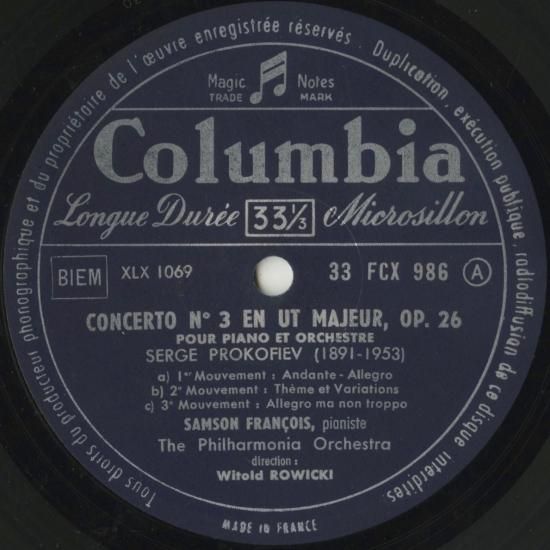 Tous droits du producteur phonographique et du propriétaire de l'œuvre enregistrée réservés. Duplication, exécution publique, radiodiffusion de ce disque interdites.
Magic Notes
TRADE MARK
Columbia
Longue Durée 33 1/3 Microsillon
BIEM XLX 1069 33 FCX 986 A
CONCERTO N° 3 EN UT MAJEUR, OP. 26
POUR PIANO ET ORCHESTRE
SERGE PROKOFIEV (1891-1953)
a) 1er Mouvement : Andante - Allegro
b) 2e Mouvement : Thème et Variations
c) 3e Mouvement : Allegro ma non troppo
SAMSON FRANÇOIS, pianiste
The Philharmonia Orchestra
direction :
Witold ROWICKI
MADE IN FRANCE